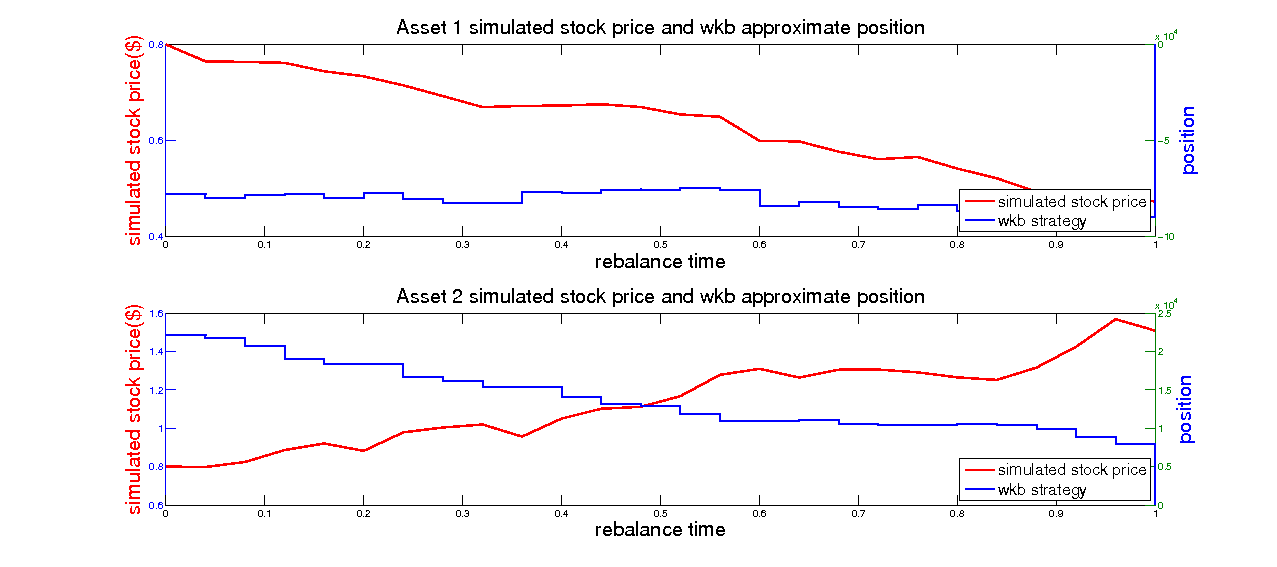 Asset 1 simulated stock price and wkb approximate position
x 10^4
0.8
0.6
0.4
simulated stock price($)
0
-5
-10
position
simulated stock price
wkb strategy
0 0.1 0.2 0.3 0.4 0.5 0.6 0.7 0.8 0.9 1
rebalance time
Asset 2 simulated stock price and wkb approximate position
x 10^4
1.6
1.4
1.2
1
0.8
0.6
simulated stock price($)
2.5
2
1.5
1
0.5
0
position
simulated stock price
wkb strategy
0 0.1 0.2 0.3 0.4 0.5 0.6 0.7 0.8 0.9 1
rebalance time